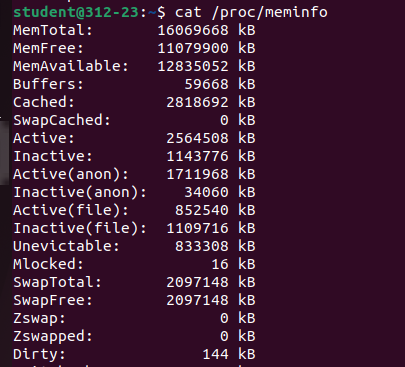 student@312-23:~$ cat /proc/meminfo
MemTotal:       16069668 kB
MemFree:        11079900 kB
MemAvailable:   12835052 kB
Buffers:           59668 kB
Cached:          2818692 kB
SwapCached:            0 kB
Active:          2564508 kB
Inactive:        1143776 kB
Active(anon):    1711968 kB
Inactive(anon):    34060 kB
Active(file):     852540 kB
Inactive(file):  1109716 kB
Unevictable:      833308 kB
Mlocked:              16 kB
SwapTotal:       2097148 kB
SwapFree:        2097148 kB
Zswap:                 0 kB
Zswapped:              0 kB
Dirty:               144 kB